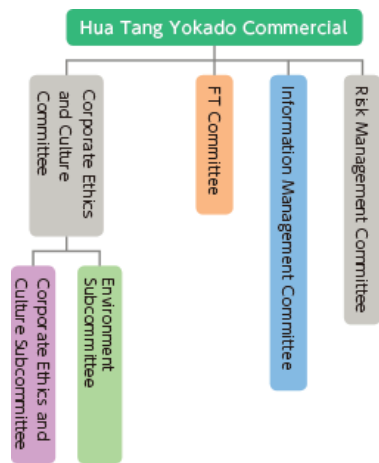 Hua Tang Yokado Commercial
Corporate Ethics
and Culture
Committee
FT Committee
Information Management Committee
Risk Management Committee
Corporate Ethics and
Culture Subcommittee
Environment
Subcommittee